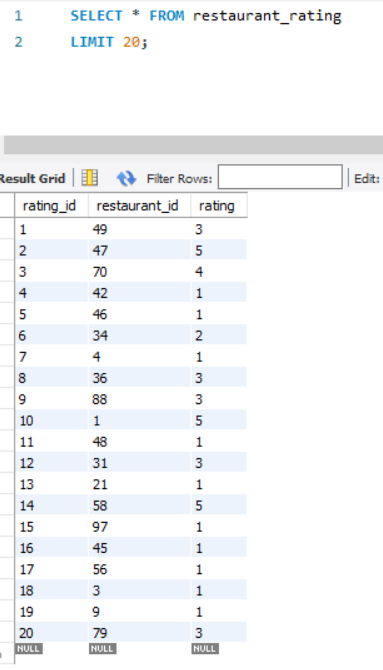 1 SELECT * FROM restaurant_rating
2 LIMIT 20;
Result Grid Filter Rows: Edit:
rating_id restaurant_id rating
1 49 3
2 47 5
3 70 4
4 42 1
5 46 1
6 34 2
7 4 1
8 36 3
9 88 3
10 1 5
11 48 1
12 31 3
13 21 1
14 58 5
15 97 1
16 45 1
17 56 1
18 3 1
19 9 1
20 79 3
NULL NULL NULL